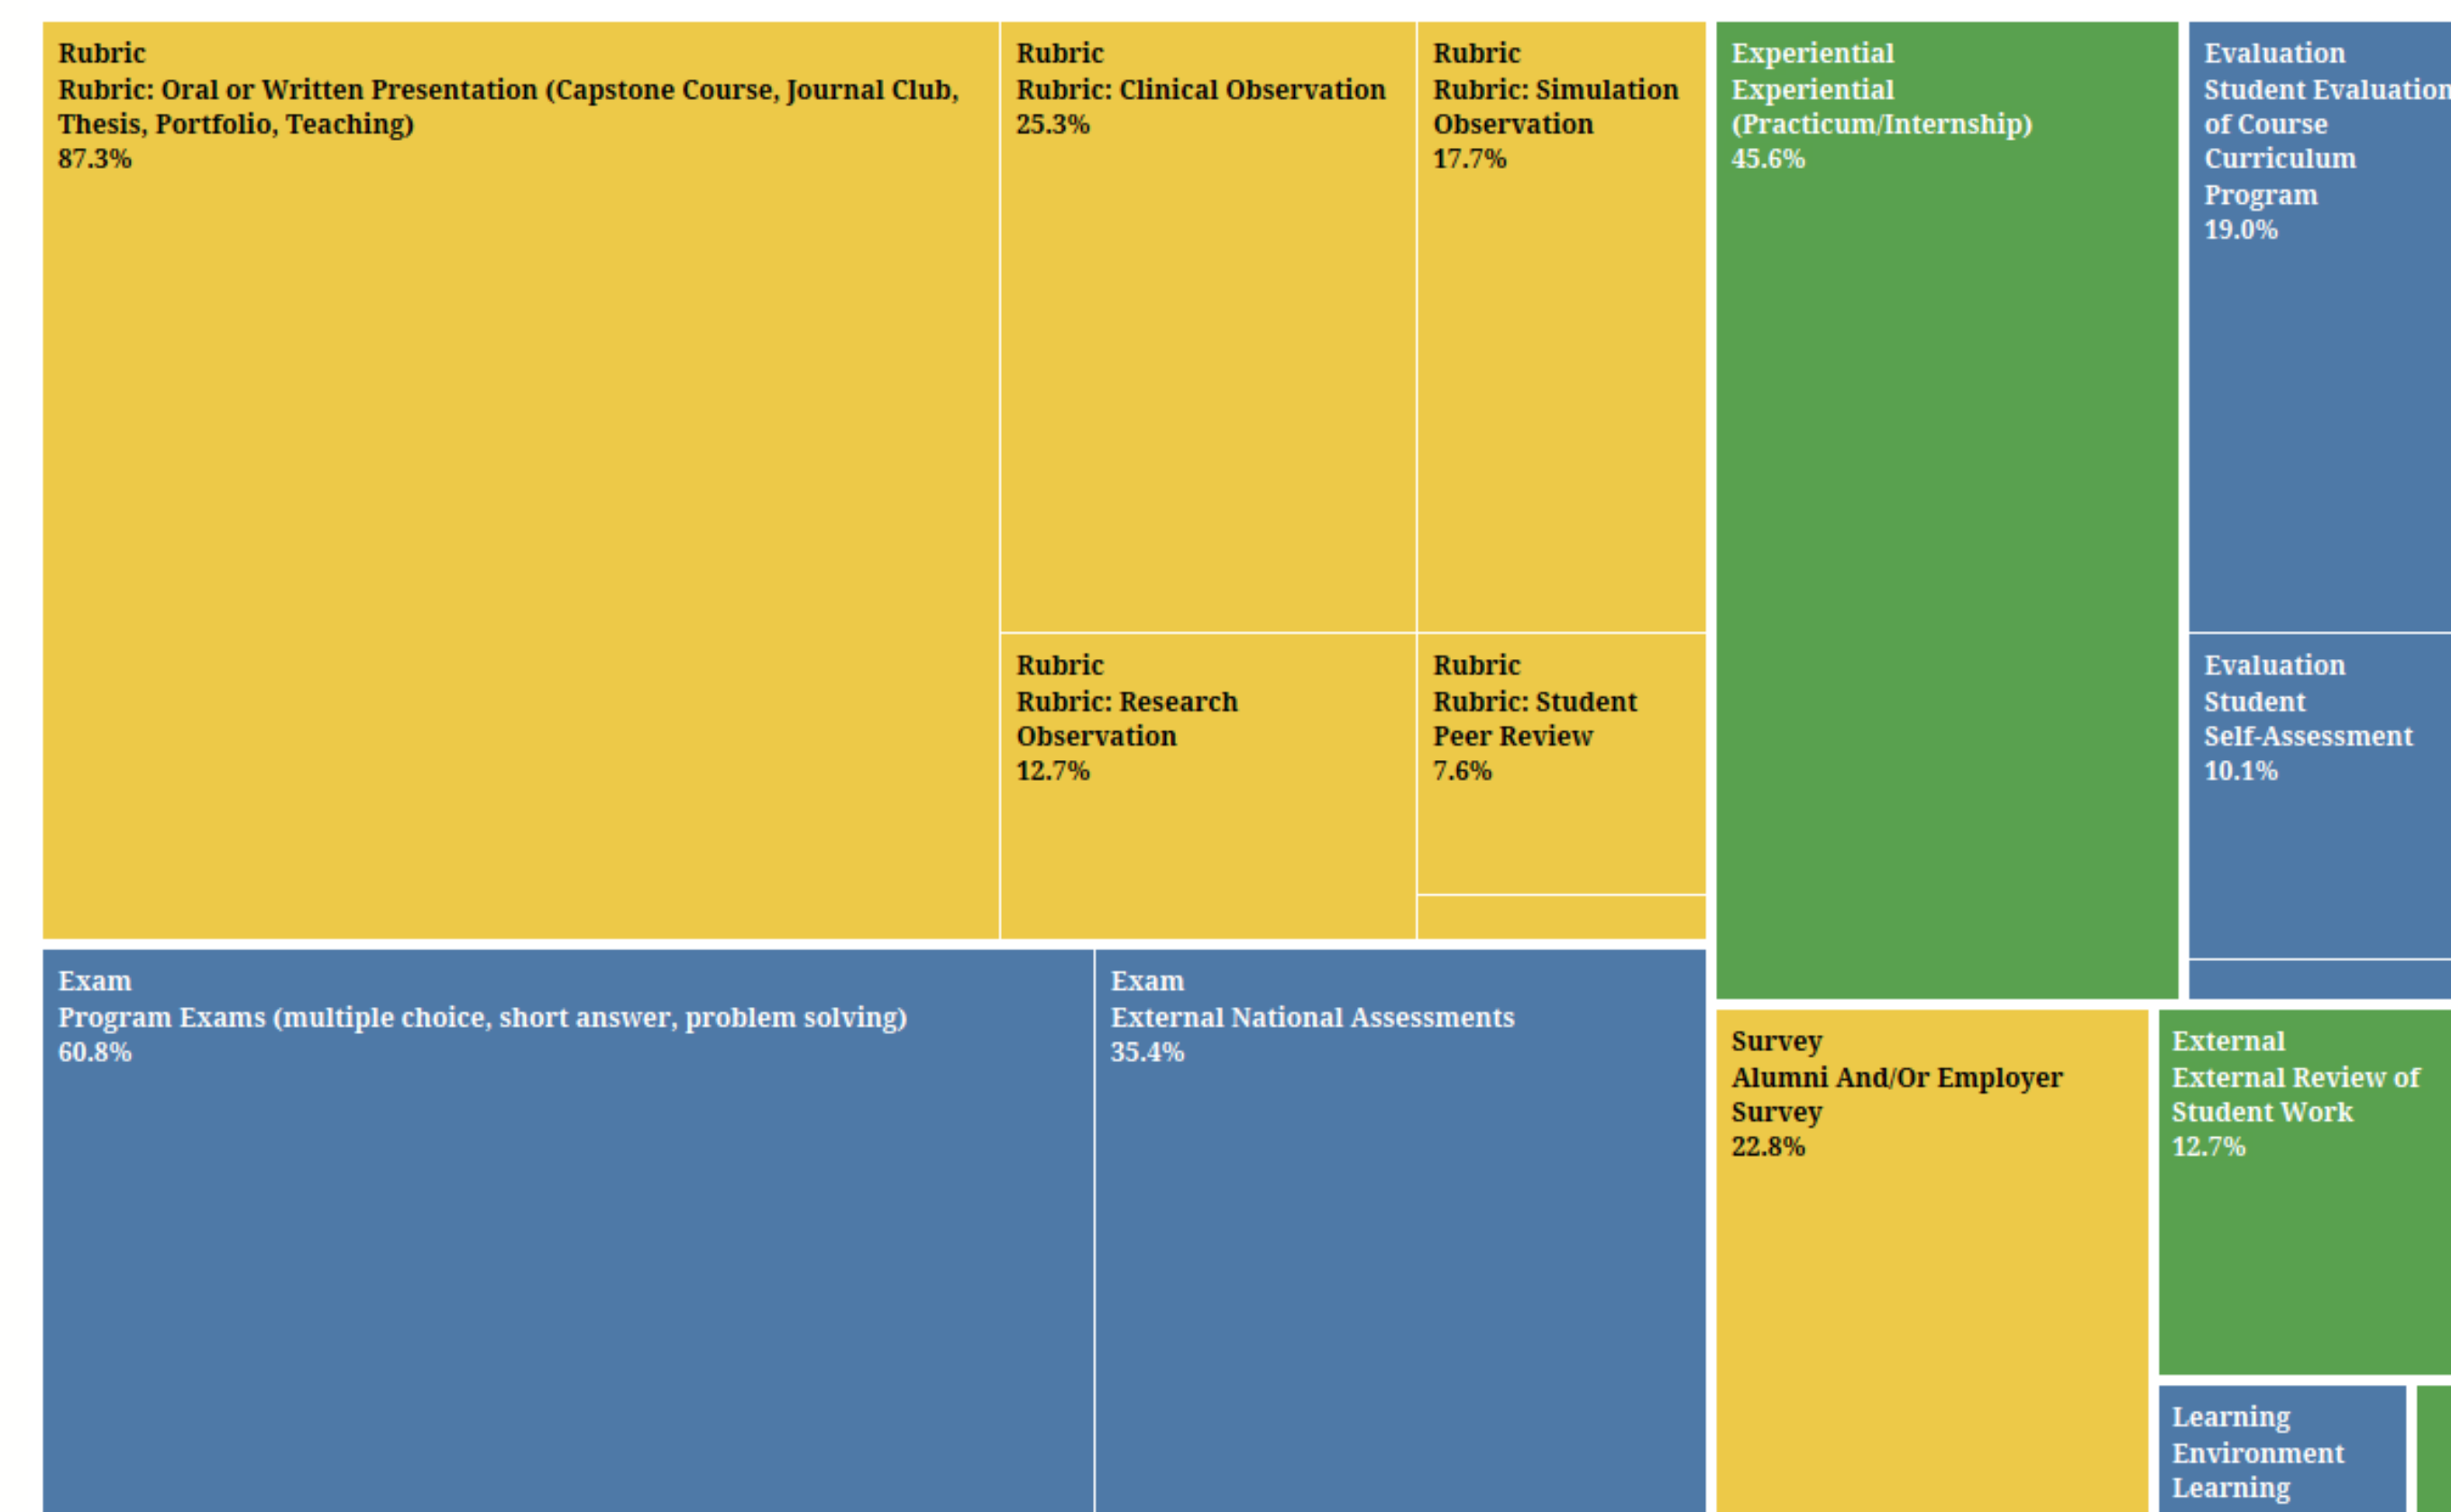 Rubric
Rubric: Oral or Written Presentation (Capstone Course, Journal Club,
Thesis, Portfolio, Teaching)
87.3%
Rubric
Rubric: Clinical Observation
25.3%
Rubric
Rubric: Simulation
Observation
17.7%
Experiential
Experiential
(Practicum/Internship)
45.6%
Evaluation
Student Evaluation
of Course
Curriculum
Program
19.0%
Rubric
Rubric: Research
Observation
12.7%
Rubric
Rubric: Student
Peer Review
7.6%
Evaluation
Student
Self-Assessment
10.1%
Exam
Program Exams (multiple choice, short answer, problem solving)
60.8%
Exam
External National Assessments
35.4%
Survey
Alumni And/Or Employer
Survey
22.8%
External
External Review of
Student Work
12.7%
Learning
Environment
Learning